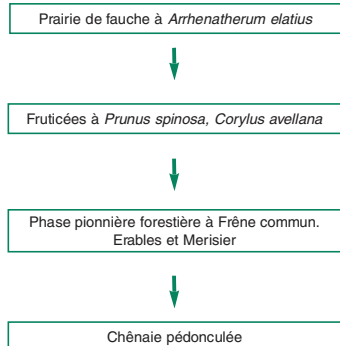 Prairie de fauche à Arrhenatherum elatius
Fruticées à Prunus spinosa, Corylus avellana
Phase pionnière forestière à Frêne commun.
Erables et Merisier
Chênaie pédonculée